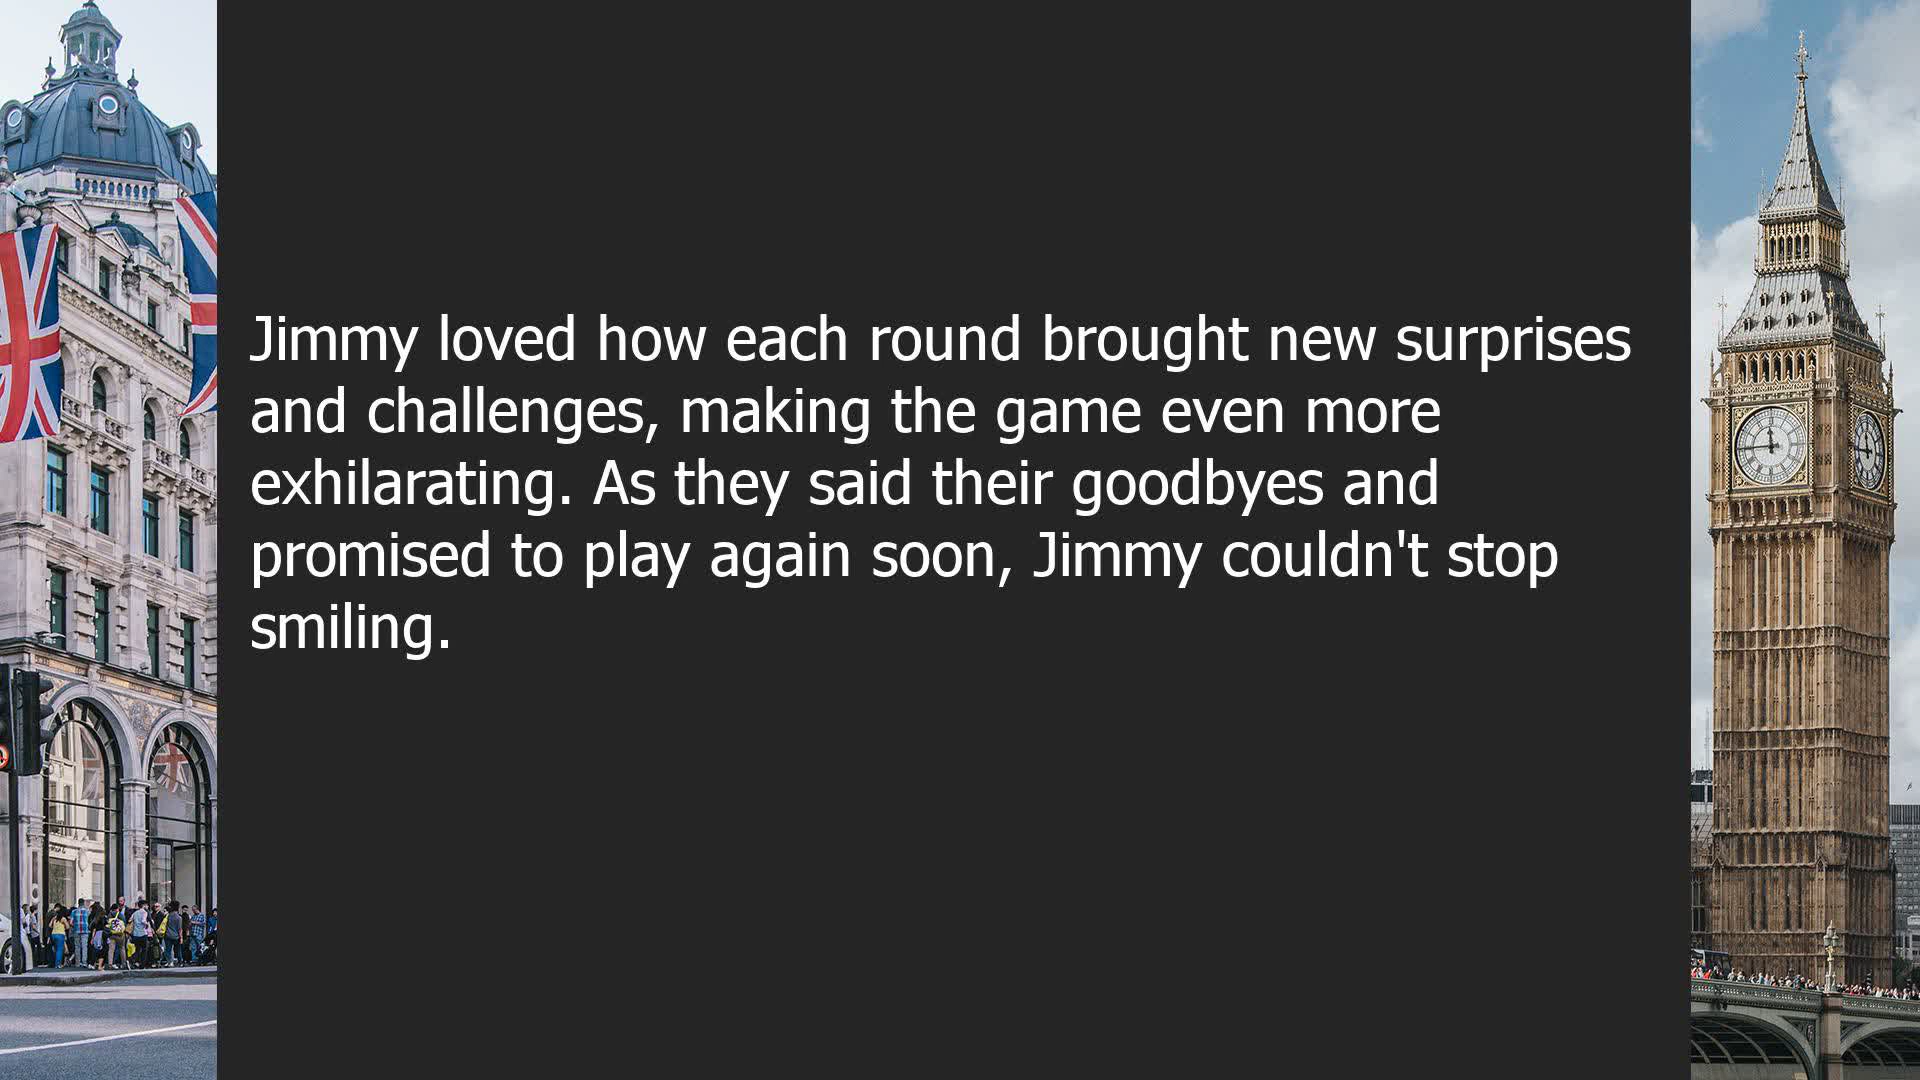 Jimmy loved how each round brought new surprises
and challenges, making the game even more
exhilarating. As they said their goodbyes and
promised to play again soon, Jimmy couldn't stop
smiling.